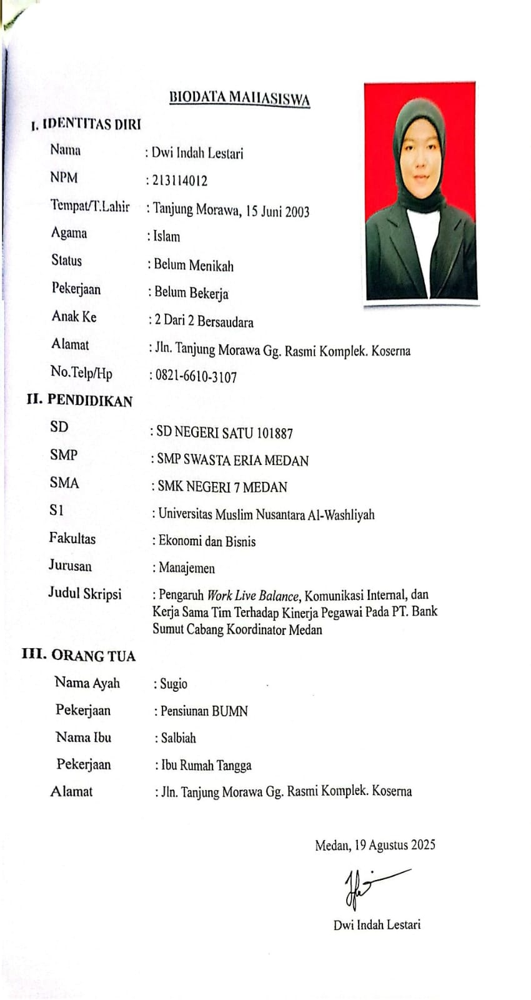 BIODATA MAHASISWA
I. IDENTITAS DIRI
Nama : Dwi Indah Lestari
NPM : 213114012
Tempat/T.Lahir : Tanjung Morawa, 15 Juni 2003
Agama : Islam
Status : Belum Menikah
Pekerjaan : Belum Bekerja
Anak Ke : 2 Dari 2 Bersaudara
Alamat : Jln. Tanjung Morawa Gg. Rasmi Komplek. Koserna
No.Telp/Hp : 0821-6610-3107
II. PENDIDIKAN
SD : SD NEGERI SATU 101887
SMP : SMP SWASTA ERIA MEDAN
SMA : SMK NEGERI 7 MEDAN
S1 : Universitas Muslim Nusantara Al-Washliyah
Fakultas : Ekonomi dan Bisnis
Jurusan : Manajemen
Judul Skripsi : Pengaruh Work Live Balance, Komunikasi Internal, dan
Kerja Sama Tim Terhadap Kinerja Pegawai Pada PT. Bank
Sumut Cabang Koordinator Medan
III. ORANG TUA
Nama Ayah : Sugio
Pekerjaan : Pensiunan BUMN
Nama Ibu : Salbiah
Pekerjaan : Ibu Rumah Tangga
Alamat : Jln. Tanjung Morawa Gg. Rasmi Komplek. Koserna
Medan, 19 Agustus 2025
Dwi Indah Lestari